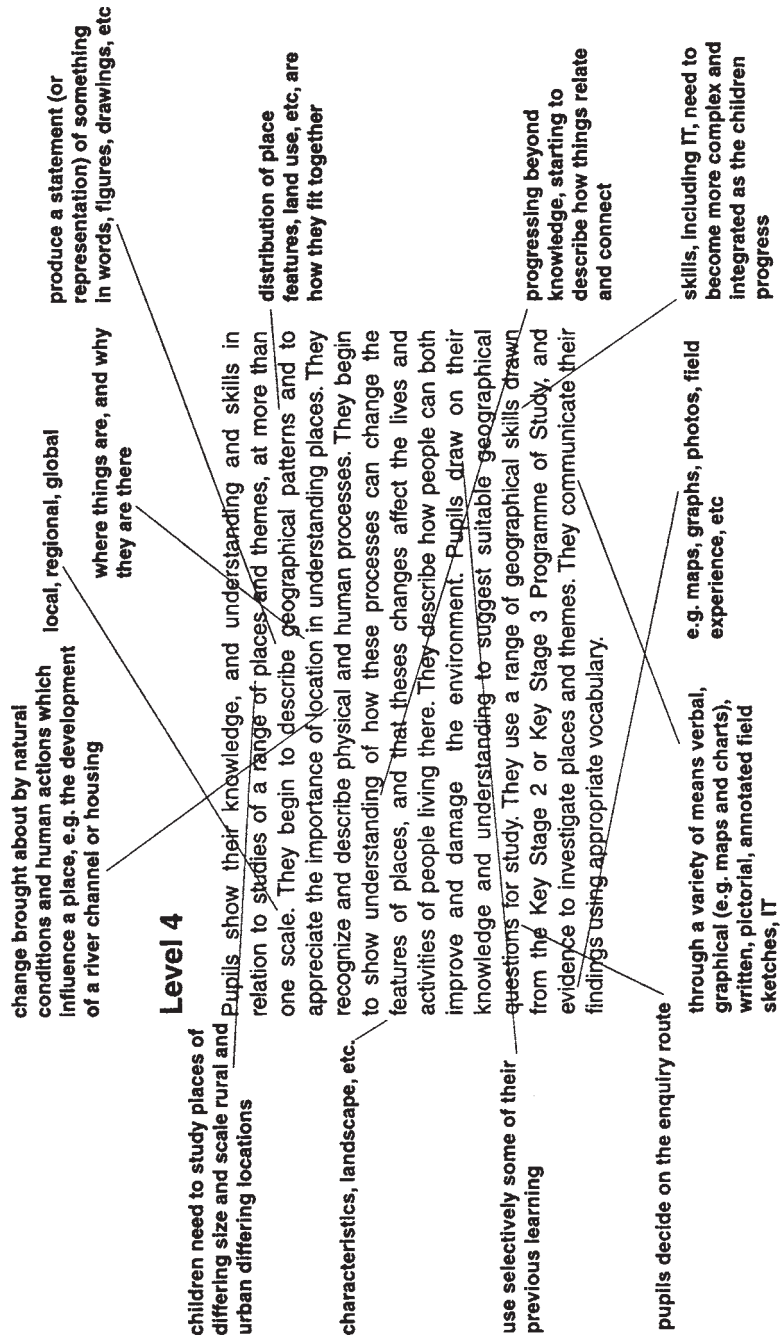 change brought about by natural
conditions and human actions which
influence a place, e.g. the development
of a river channel or housing
local, regional, global
where things are, and why
they are there
produce a statement (or
representation) of something
in words, figures, drawings, etc
children need to study places of
differing size and scale rural and
urban differing locations
characteristics, landscape, etc.
use selectively some of their
previous learning
pupils decide on the enquiry route
Level 4
Pupils show their knowledge, and understanding and skills in
relation to studies of a range of places and themes, at more than
one scale. They begin to describe geographical patterns and to
appreciate the importance of location in understanding places. They
recognize and describe physical and human processes. They begin
to show understanding of how these processes can change the
features of places, and that theses changes affect the lives and
activities of people living there. They describe how people can both
improve and damage the environment. Pupils draw on their
knowledge and understanding to suggest suitable geographical
questions for study. They use a range of geographical skills drawn
from the Key Stage 2 or Key Stage 3 Programme of Study, and
evidence to investigate places and themes. They communicate their
findings using appropriate vocabulary.
distribution of place
features, land use, etc, are
how they fit together
progressing beyond
knowledge, starting to
describe how things relate
and connect
skills, including IT, need to
become more complex and
integrated as the children
progress
through a variety of means verbal,
graphical (e.g. maps and charts),
written, pictorial, annotated field
sketches, IT
e.g. maps, graphs, photos, field
experience, etc